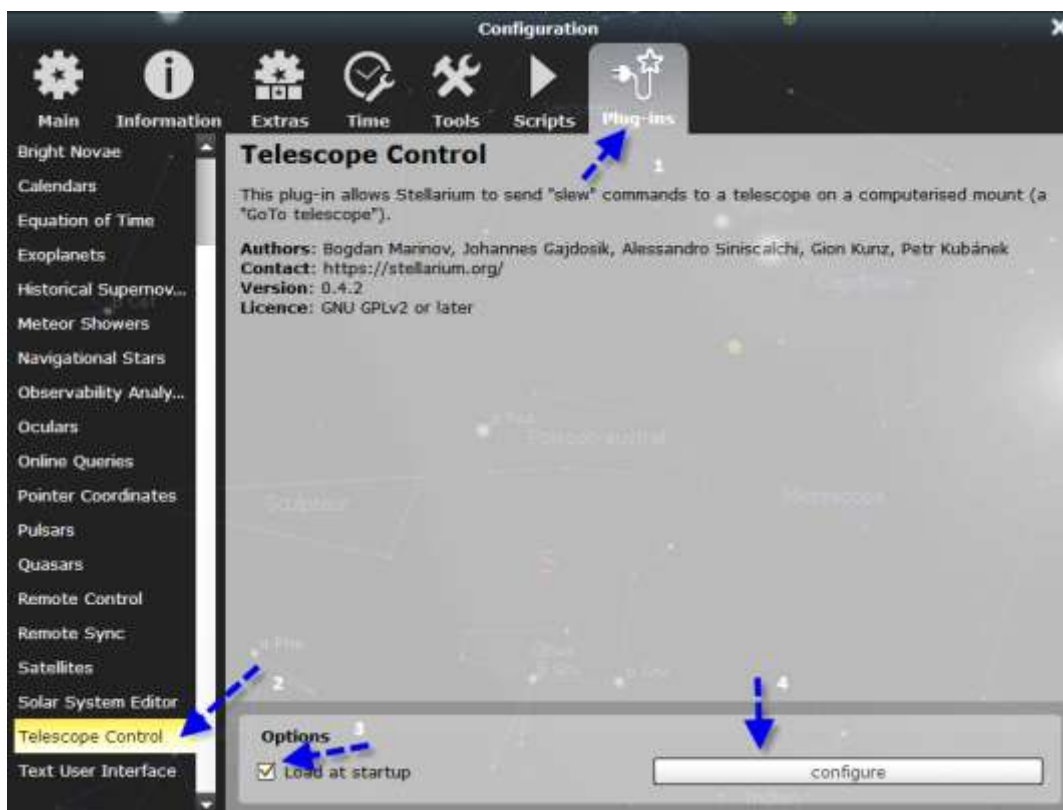 Configuration
Main Information Extras Time Tools Scripts Plug-ins
Bright Novae
Calendars
Equation of Time
Exoplanets
Historical Supernov...
Meteor Showers
Navigational Stars
Observability Analy...
Oculars
Online Queries
Pointer Coordinates
Pulsars
Quasars
Remote Control
Remote Sync
Satellites
Solar System Editor
Telescope Control
Text User Interface
Telescope Control
1
This plug-in allows Stellarium to send "slew" commands to a telescope on a computerised mount (a
"GoTo telescope").
Authors: Bogdan Marinov, Johannes Gajdosik, Alessandro Siniscalchi, Gion Kunz, Petr Kubánek
Contact: https://stellarium.org/
Version: 0.4.2
Licence: GNU GPLv2 or later
Sculpteur
Microscope
2
4
Options
3
Load at startup
configure